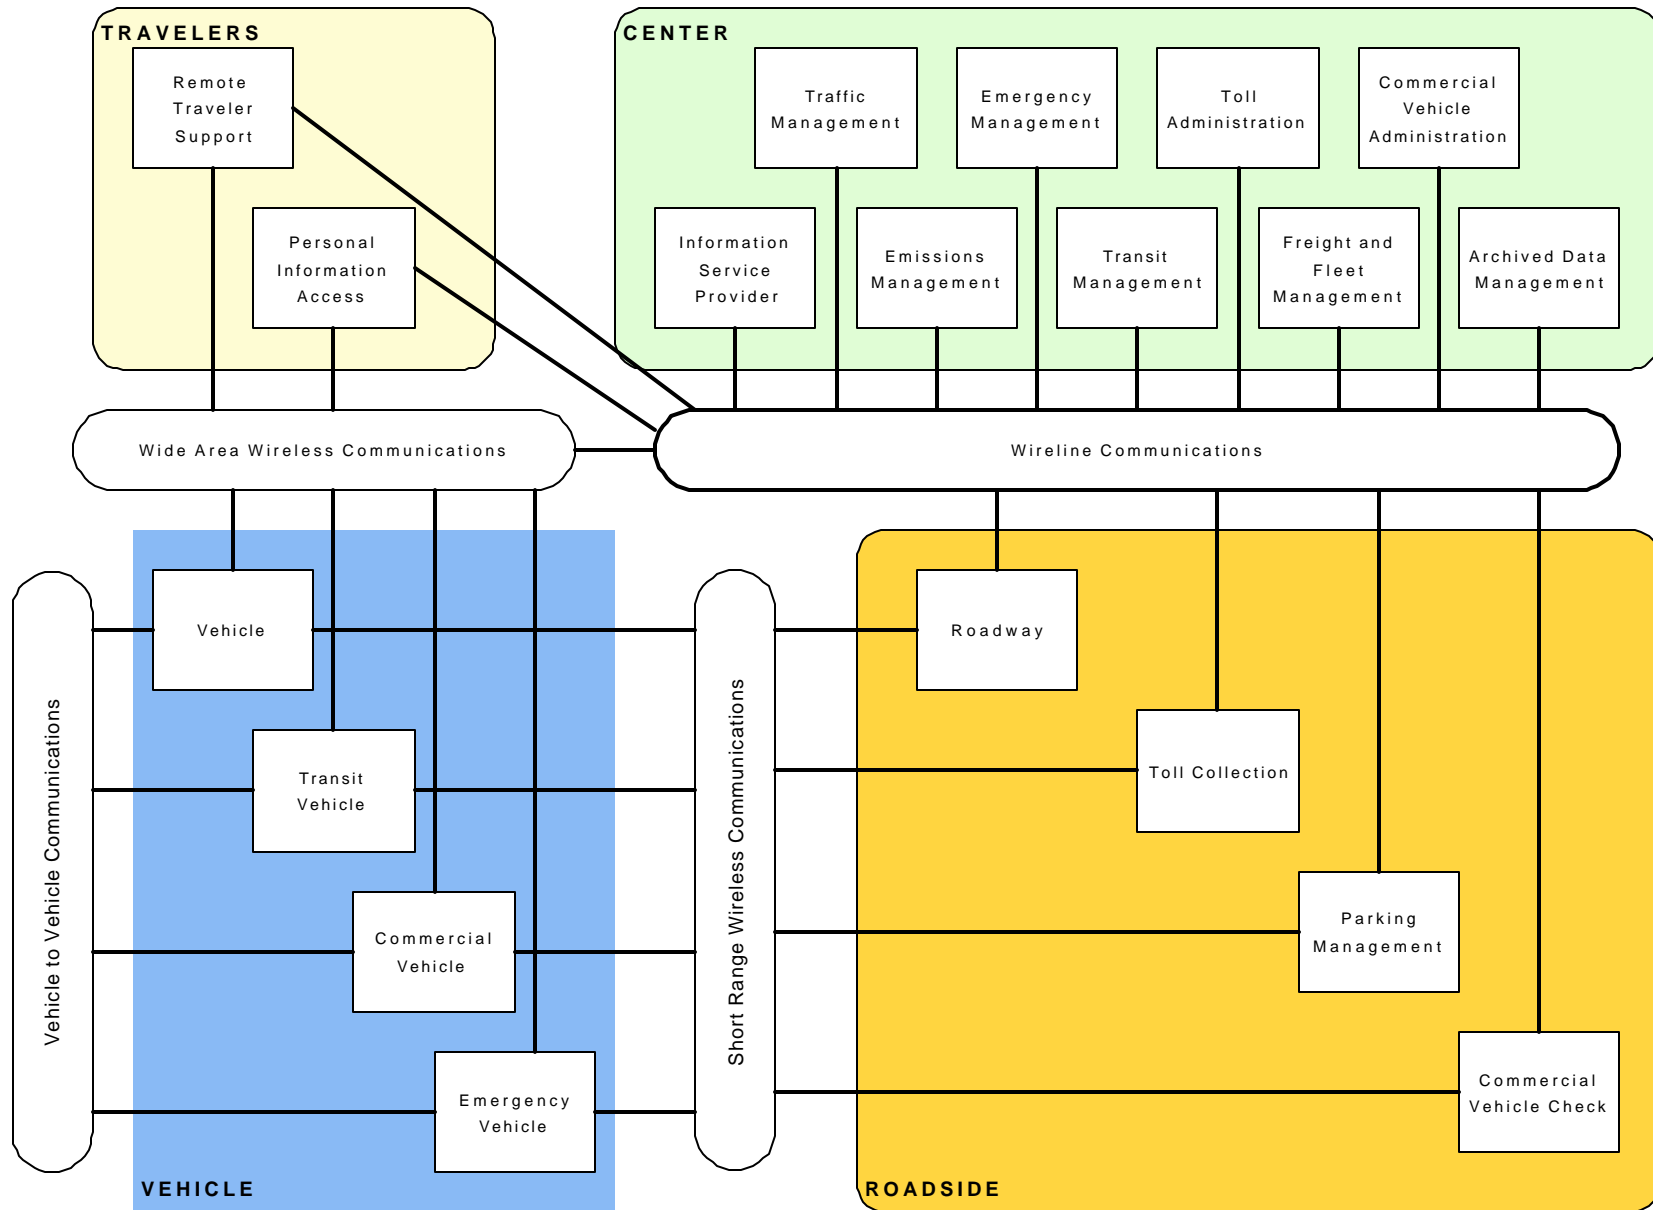 TRAVELERS
Remote
Traveler
Support
Personal
Information
Access
CENTER
Traffic
Management
Emergency
Management
Toll
Administration
Commercial
Vehicle
Administration
Information
Service
Provider
Emissions
Management
Transit
Management
Freight and
Fleet
Management
Archived Data
Management
Wide Area Wireless Communications
Wireline Communications
Vehicle to Vehicle Communications
Vehicle
Transit
Vehicle
Commercial
Vehicle
Emergency
Vehicle
VEHICLE
Short Range Wireless Communications
Roadway
Toll Collection
Parking
Management
Commercial
Vehicle Check
ROADSIDE